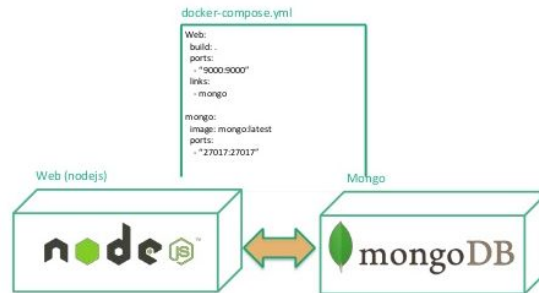 docker-compose.yml
Web:
build: .
ports:
- "9000:9000"
links:
- mongo
mongo:
image: mongo:latest
ports:
- "27017:27017"
Web (nodejs)
Mongo
node JS ™
mongoDB